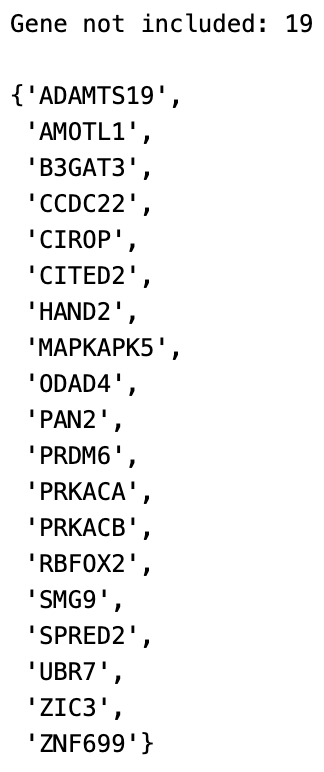 Gene not included: 19
{'ADAMTS19',
'AMOTL1',
'B3GAT3',
'CCDC22',
'CIROP',
'CITED2',
'HAND2',
'MAPKAPK5',
'ODAD4',
'PAN2',
'PRDM6',
'PRKACA',
'PRKACB',
'RBFOX2',
'SMG9',
'SPRED2',
'UBR7',
'ZIC3',
'ZNF699'}